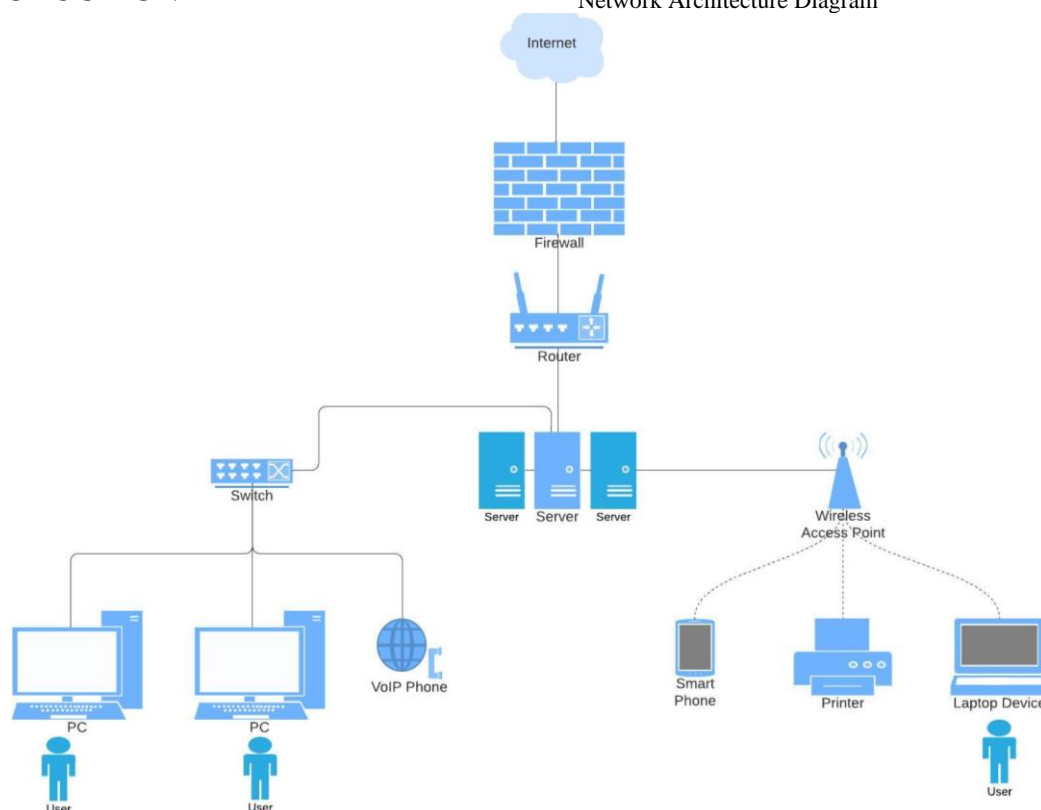 Network Architecture Diagram
Internet
Firewall
Router
Switch
Server
Server
Server
Wireless
Access Point
PC
PC
VoIP Phone
Smart
Phone
Printer
Laptop Device
User
User
User